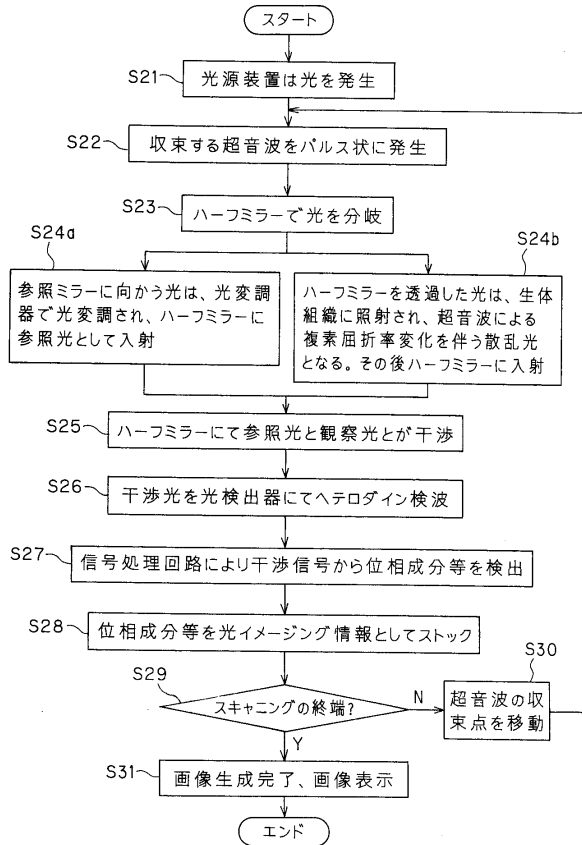 スタート
S21
光源装置は光を発生
S22
収束する超音波をパルス状に発生
S23
ハーフミラーで光を分岐
S24a
参照ミラーに向かう光は、光変調
器で光変調され、ハーフミラーに
参照光として入射
S24b
ハーフミラーを透過した光は、生体
組織に照射され、超音波による
複素屈折率変化を伴う散乱光
となる。その後ハーフミラーに入射
S25
ハーフミラーにて参照光と観察光とが干渉
S26
干渉光を光検出器にてヘテロダイン検波
S27
信号処理回路により干渉信号から位相成分等を検出
S28
位相成分等を光イメージング情報としてストック
S29
スキャニングの終端?
N
S30
超音波の収
束点を移動
Y
S31
画像生成完了、画像表示
エンド